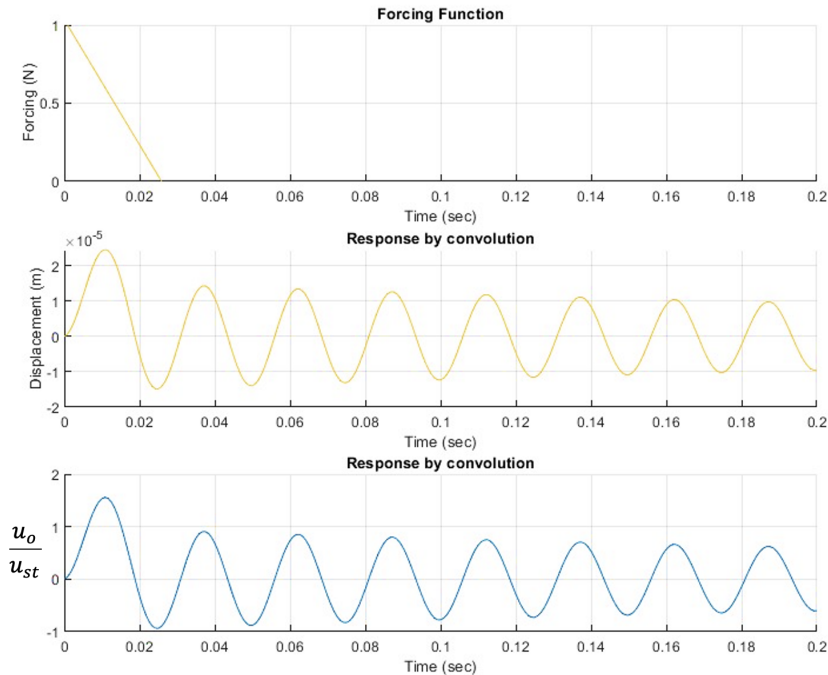 Forcing Function
1
0.5
0
Forcing (N)
0 0.02 0.04 0.06 0.08 0.1 0.12 0.14 0.16 0.18 0.2
Time (sec)
×10⁻⁵
Response by convolution
2
1
0
-1
-2
Displacement (m)
0 0.02 0.04 0.06 0.08 0.1 0.12 0.14 0.16 0.18 0.2
Time (sec)
Response by convolution
2
1
0
-1
u_o
u_st
0 0.02 0.04 0.06 0.08 0.1 0.12 0.14 0.16 0.18 0.2
Time (sec)